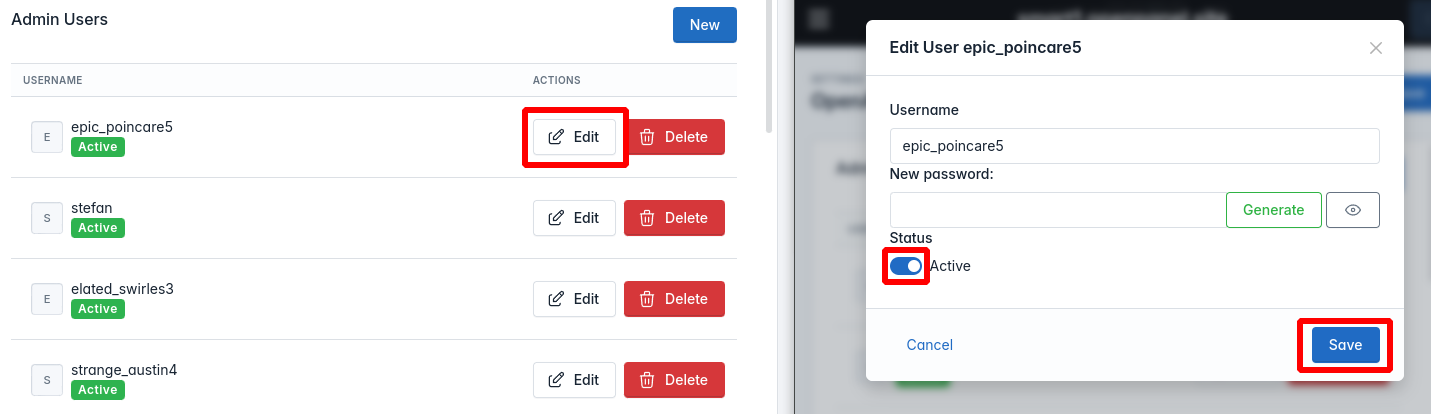 Admin Users
New
USERNAME ACTIONS
E epic_poincare5 Active Edit Delete
S stefan Active Edit Delete
E elated_swirles3 Active Edit Delete
S strange_austin4 Active Edit Delete
Edit User epic_poincare5
Username
epic_poincare5
New password:
Generate
Status
Active
Cancel Save